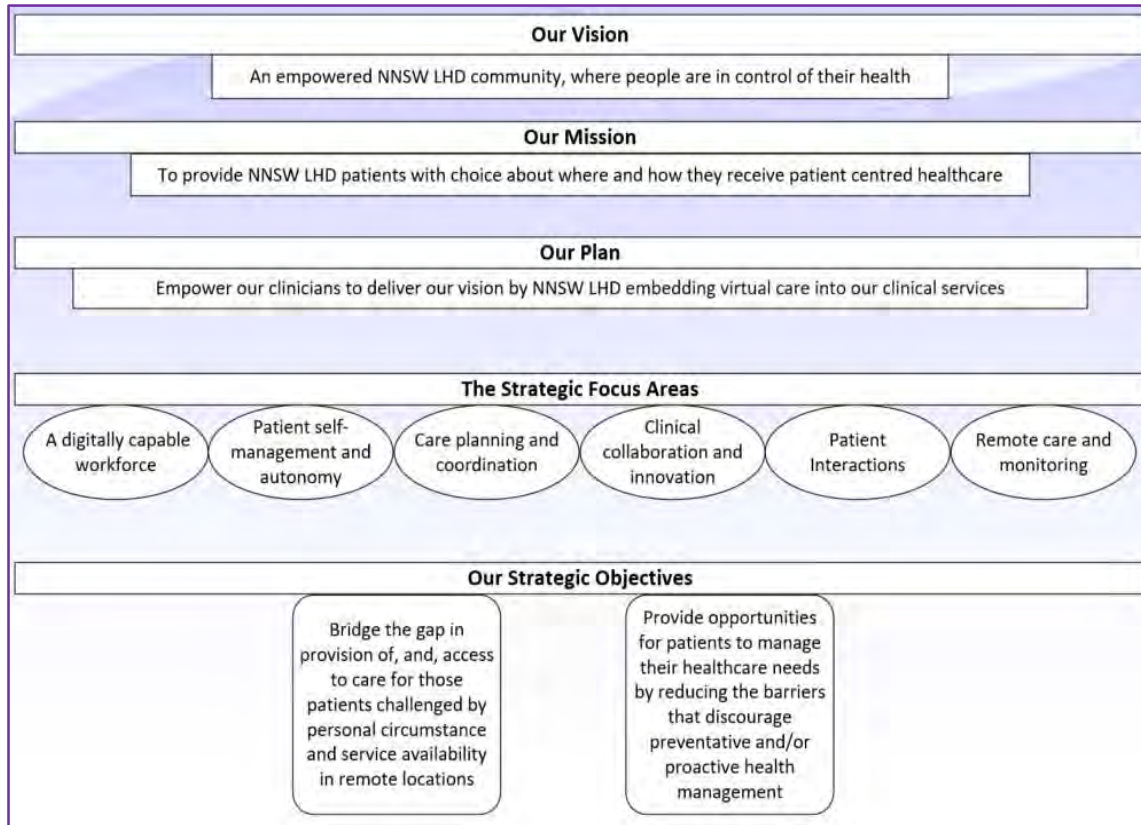 Our Vision
An empowered NNSW LHD community, where people are in control of their health
Our Mission
To provide NNSW LHD patients with choice about where and how they receive patient centred healthcare
Our Plan
Empower our clinicians to deliver our vision by NNSW LHD embedding virtual care into our clinical services
The Strategic Focus Areas
A digitally capable
workforce
Patient self-
management and
autonomy
Care planning and
coordination
Clinical
collaboration and
innovation
Patient
Interactions
Remote care and
monitoring
Our Strategic Objectives
Bridge the gap in
provision of, and, access
to care for those
patients challenged by
personal circumstance
and service availability
in remote locations
Provide opportunities
for patients to manage
their healthcare needs
by reducing the barriers
that discourage
preventative and/or
proactive health
management